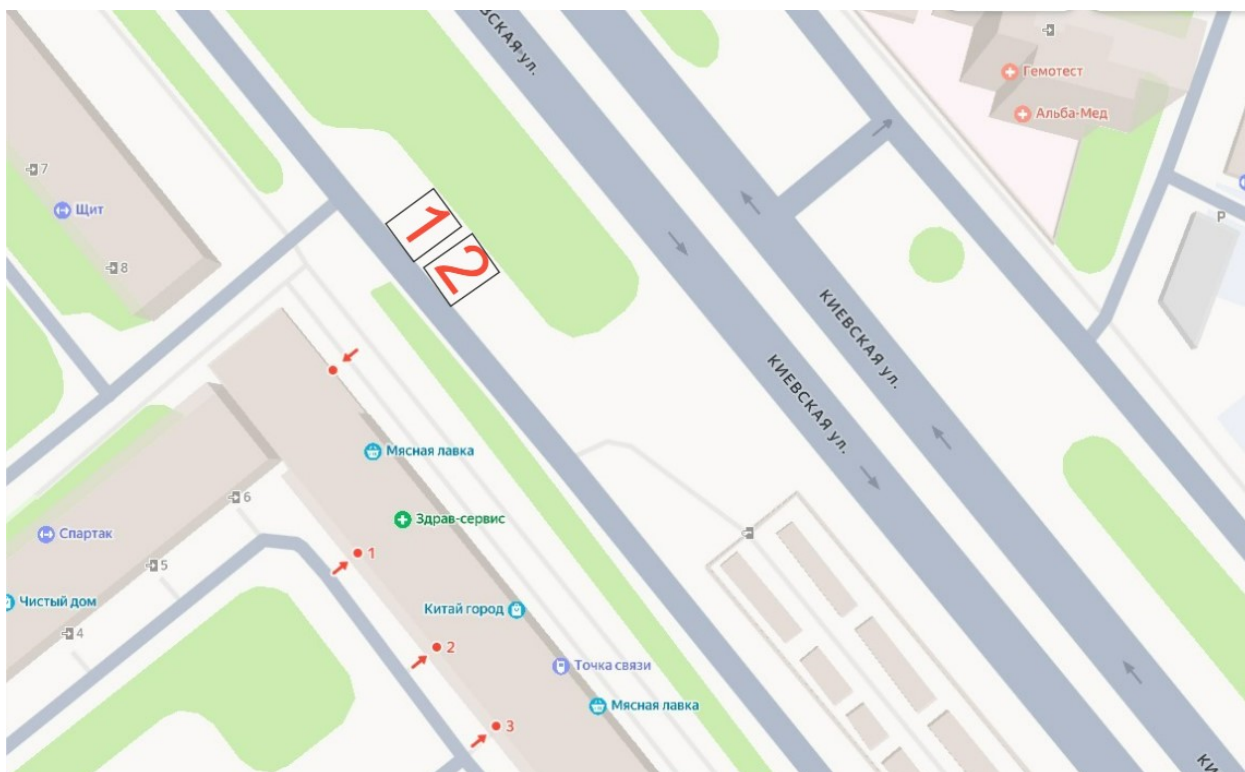 КИЕВСКАЯ ул.
Гемотест
Альба-Мед
7
Щит
8
P
1
2
КИЕВСКАЯ ул.
КИЕВСКАЯ ул.
Мясная лавка
6
Здрав-сервис
Спартак
5
1
Чистый дом
Китай город
4
2
Точка связи
Мясная лавка
3